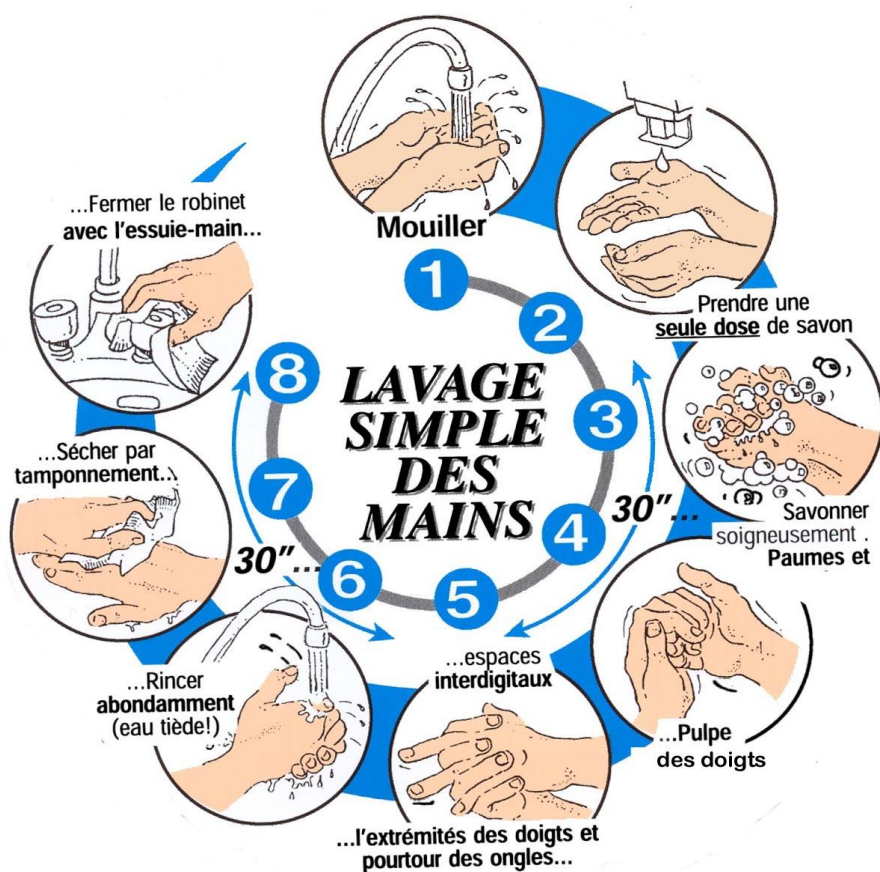 Mouiller
1
Prendre une
seule dose de savon
2
Savonner
soigneusement .
Paumes et
3
...Pulpe
des doigts
4
...espaces
interdigitaux
...l'extrémités des doigts et
pourtour des ongles...
5
...Rincer
abondamment
(eau tiède!)
6
...Sécher par
tamponnement...
7
...Fermer le robinet
avec l'essuie-main...
8
LAVAGE
SIMPLE
DES
MAINS
30"...
30"...